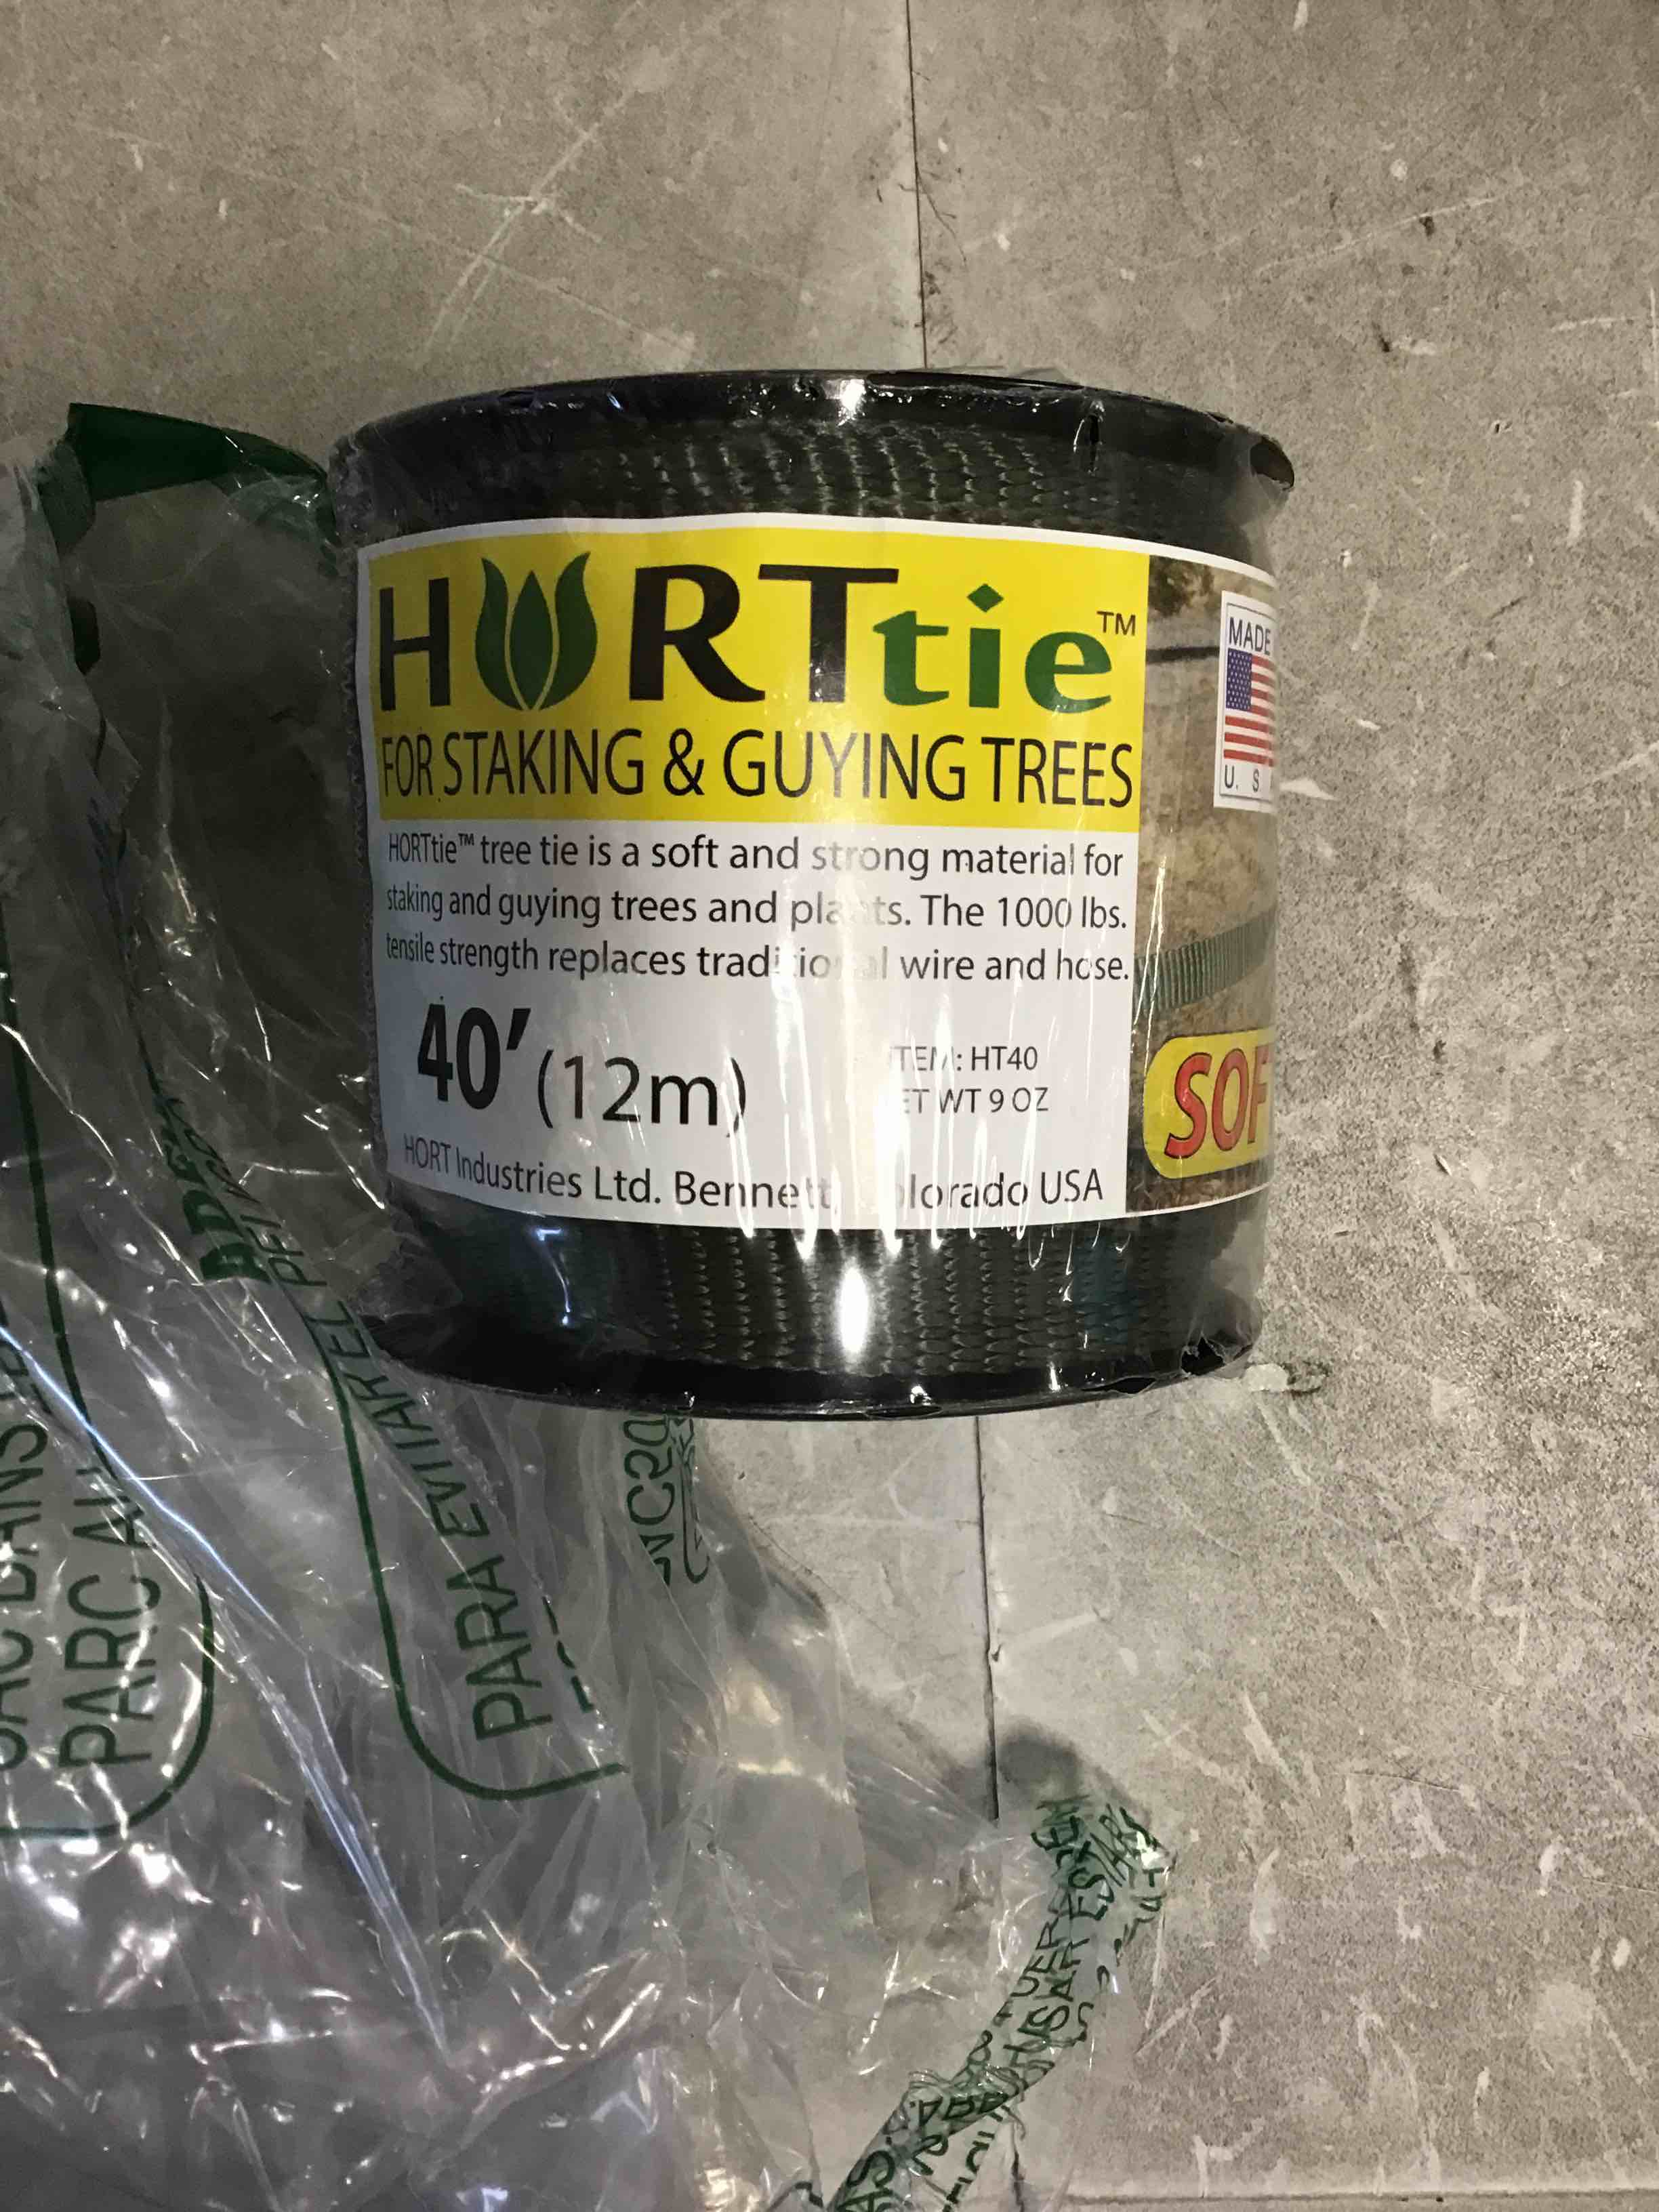 HORTtie™
FOR STAKING & GUYING TREES
HORTtie™ tree tie is a soft and strong material for
staking and guying trees and plants. The 1000 lbs.
tensile strength replaces traditional wire and hose.
40' (12m)
ITEM: HT40
NET WT 9 OZ
HORT Industries Ltd. Bennett, Colorado USA
MADE
U. S
SOF
PARA EVITAR EL
PARC